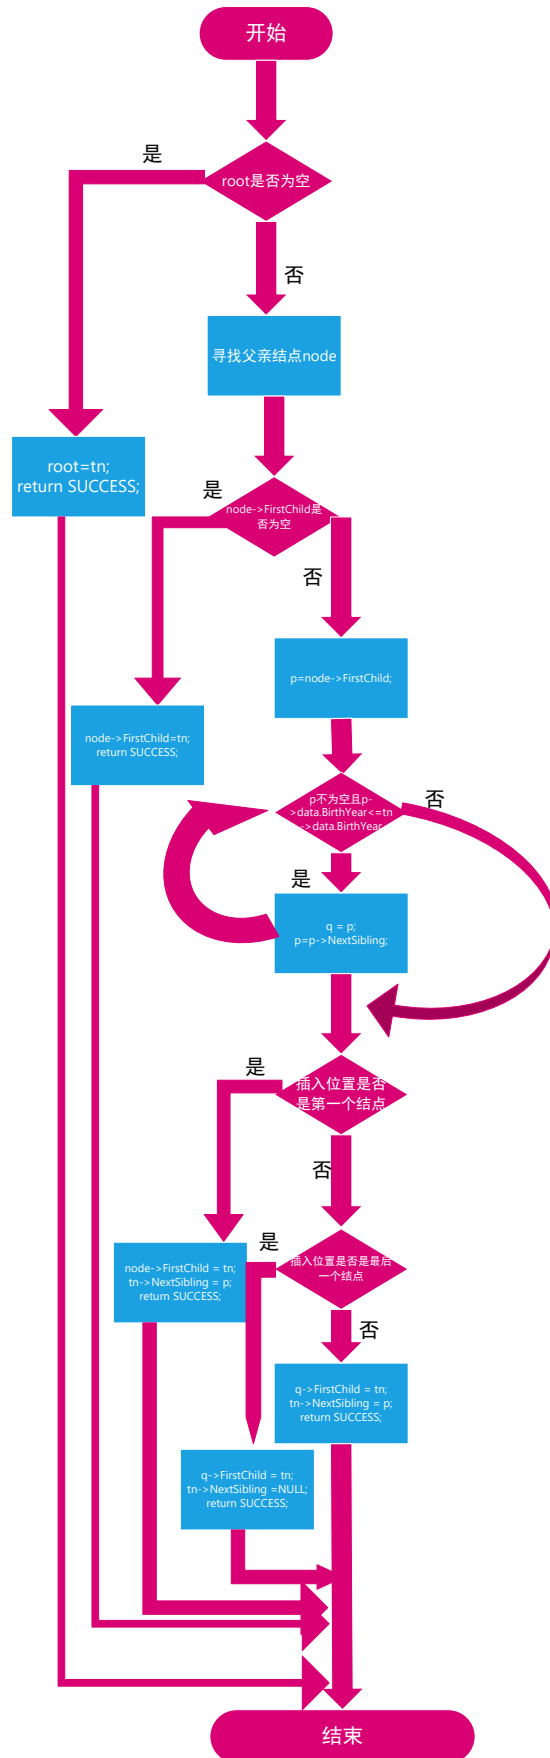 开始
是
root是否为空
否
寻找父亲结点node
root=tn;
return SUCCESS;
是
node->FirstChild是
否为空
否
p=node->FirstChild;
node->FirstChild=tn;
return SUCCESS;
p不为空且p-
>data.BirthYear<=tn
->data.BirthYear
否
是
q = p;
p=p->NextSibling;
是
插入位置是否
是第一个结点
否
是
node->FirstChild = tn;
tn->NextSibling = p;
return SUCCESS;
插入位置是否是最后
一个结点
否
q->FirstChild = tn;
tn->NextSibling = p;
return SUCCESS;
q->FirstChild = tn;
tn->NextSibling =NULL;
return SUCCESS;
结束